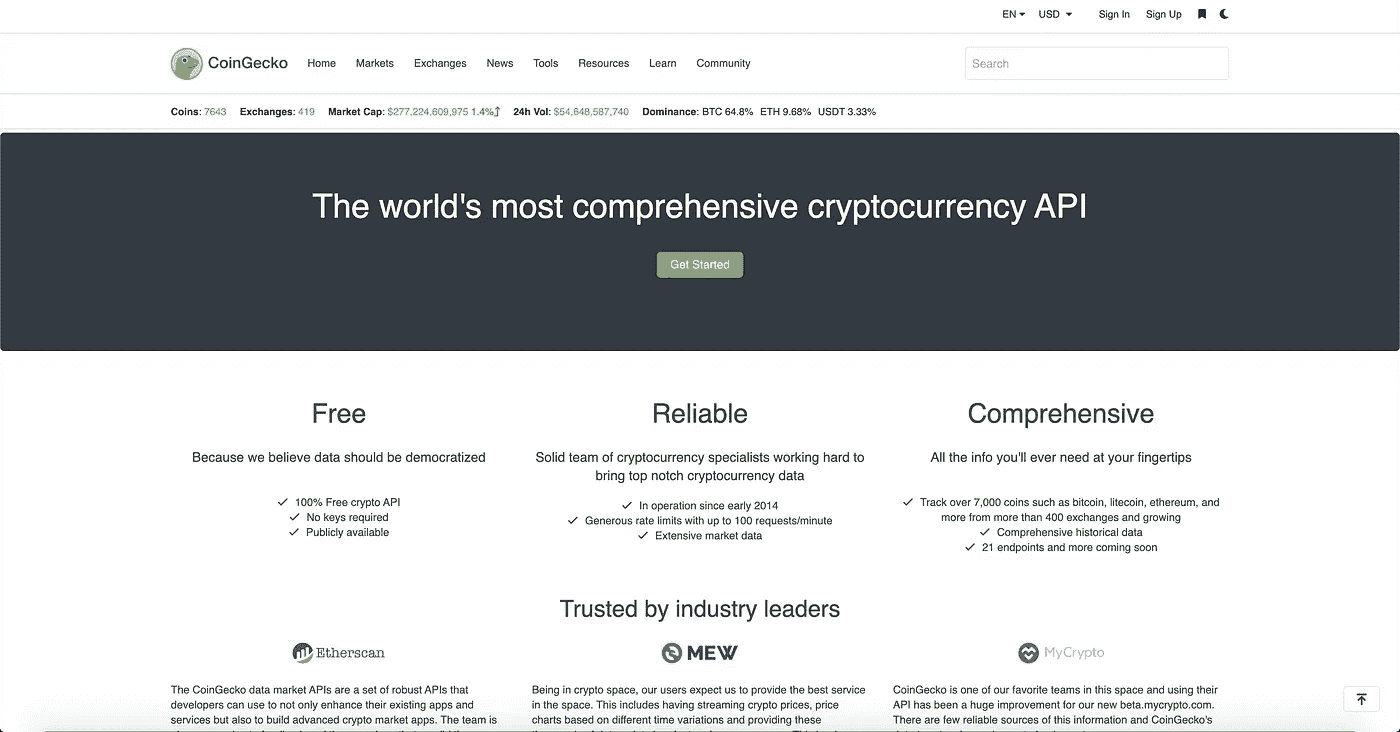 EN USD Sign In Sign Up
CoinGecko Home Markets Exchanges News Tools Resources Learn Community Search
Coins: 7643 Exchanges: 419 Market Cap: $277,224,609,975 1.4% 24h Vol: $54,648,587,740 Dominance: BTC 64.8% ETH 9.68% USDT 3.33%
The world's most comprehensive cryptocurrency API
Get Started
Free
Because we believe data should be democratized
100% Free crypto API
No keys required
Publicly available
Reliable
Solid team of cryptocurrency specialists working hard to
bring top notch cryptocurrency data
In operation since early 2014
Generous rate limits with up to 100 requests/minute
Extensive market data
Comprehensive
All the info you'll ever need at your fingertips
Track over 7,000 coins such as bitcoin, litecoin, ethereum, and
more from more than 400 exchanges and growing
Comprehensive historical data
21 endpoints and more coming soon
Trusted by industry leaders
Etherscan
The CoinGecko data market APIs are a set of robust APIs that
developers can use to not only enhance their existing apps and
services but also to build advanced crypto market apps. The team is
MEW
Being in crypto space, our users expect us to provide the best service
in the space. This includes having streaming crypto prices, price
charts based on different time variations and providing these
MyCrypto
CoinGecko is one of our favorite teams in this space and using their
API has been a huge improvement for our new beta.mycrypto.com.
There are few reliable sources of this information and CoinGecko's